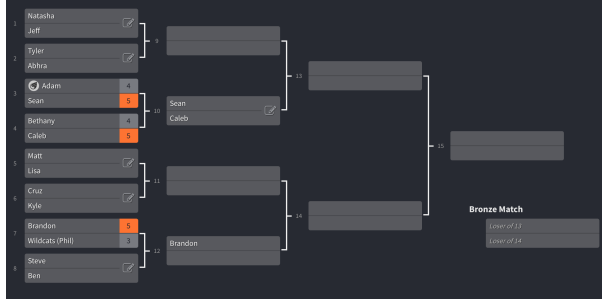 1
Natasha
Jeff
2
Tyler
Abhra
3
Adam 4
Sean 5
4
Bethany 4
Caleb 5
5
Matt
Lisa
6
Cruz
Kyle
7
Brandon 5
Wildcats (Phil) 3
8
Steve
Ben
9
10
Sean
Caleb
11
12
Brandon
13
14
15
Bronze Match
Loser of 13
Loser of 14